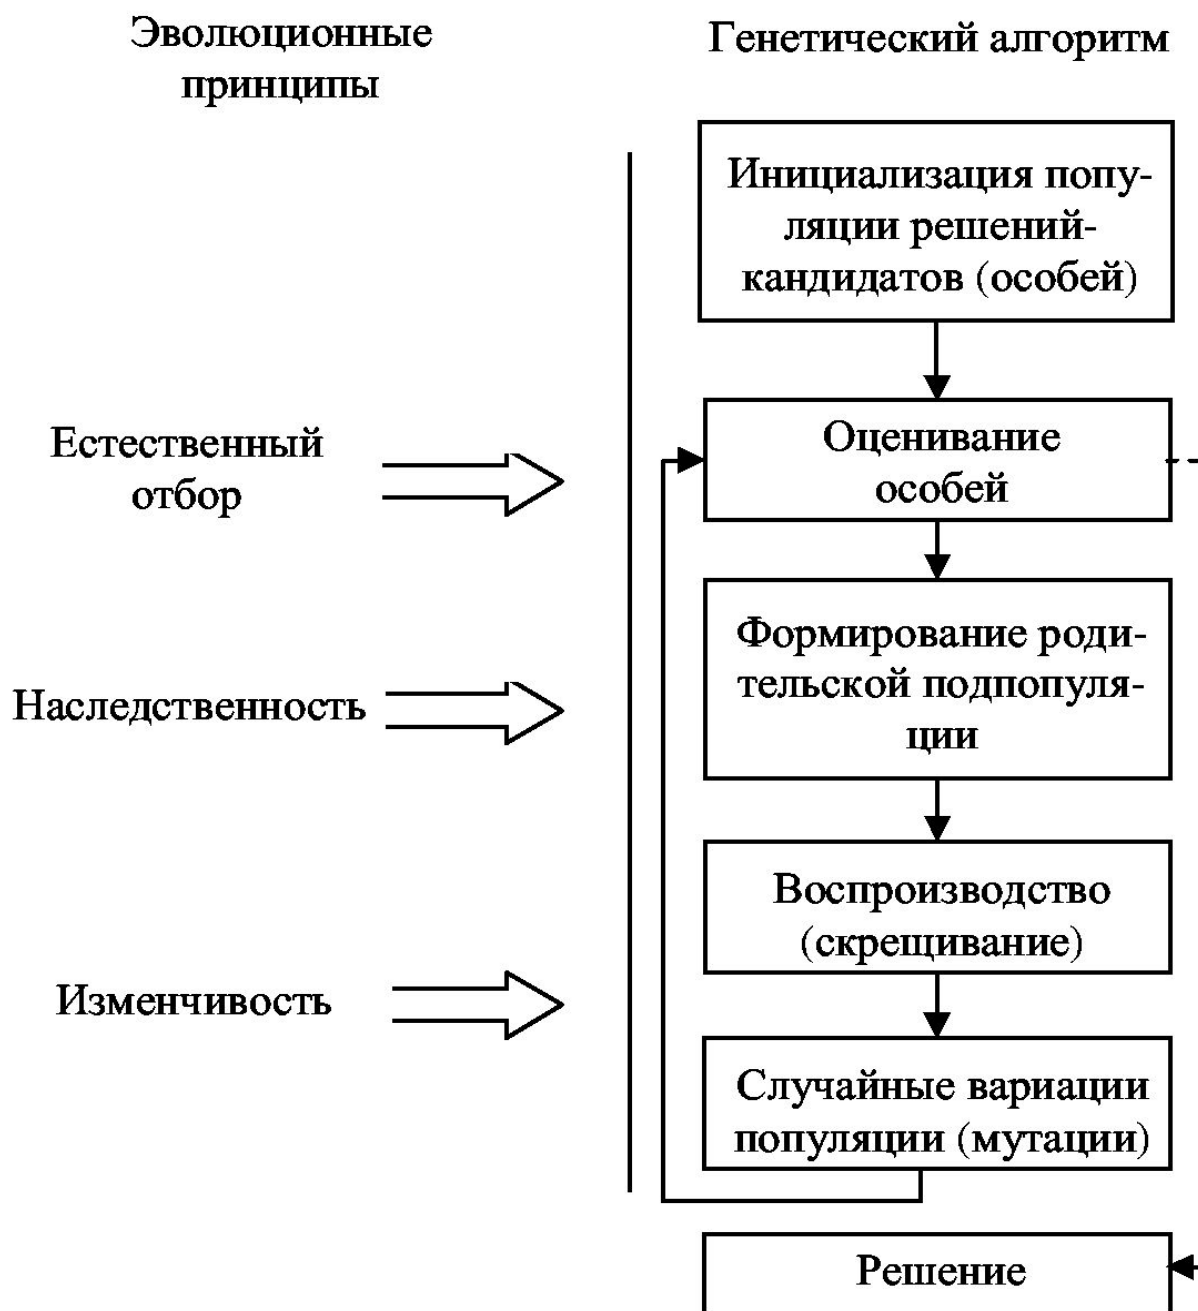 Эволюционные
принципы
Генетический алгоритм
Инициализация попу-
ляции решений-
кандидатов (особей)
Естественный
отбор
Оценивание
особей
Наследственность
Формирование роди-
тельской подпопуля-
ции
Воспроизводство
(скрещивание)
Изменчивость
Случайные вариации
популяции (мутации)
Решение